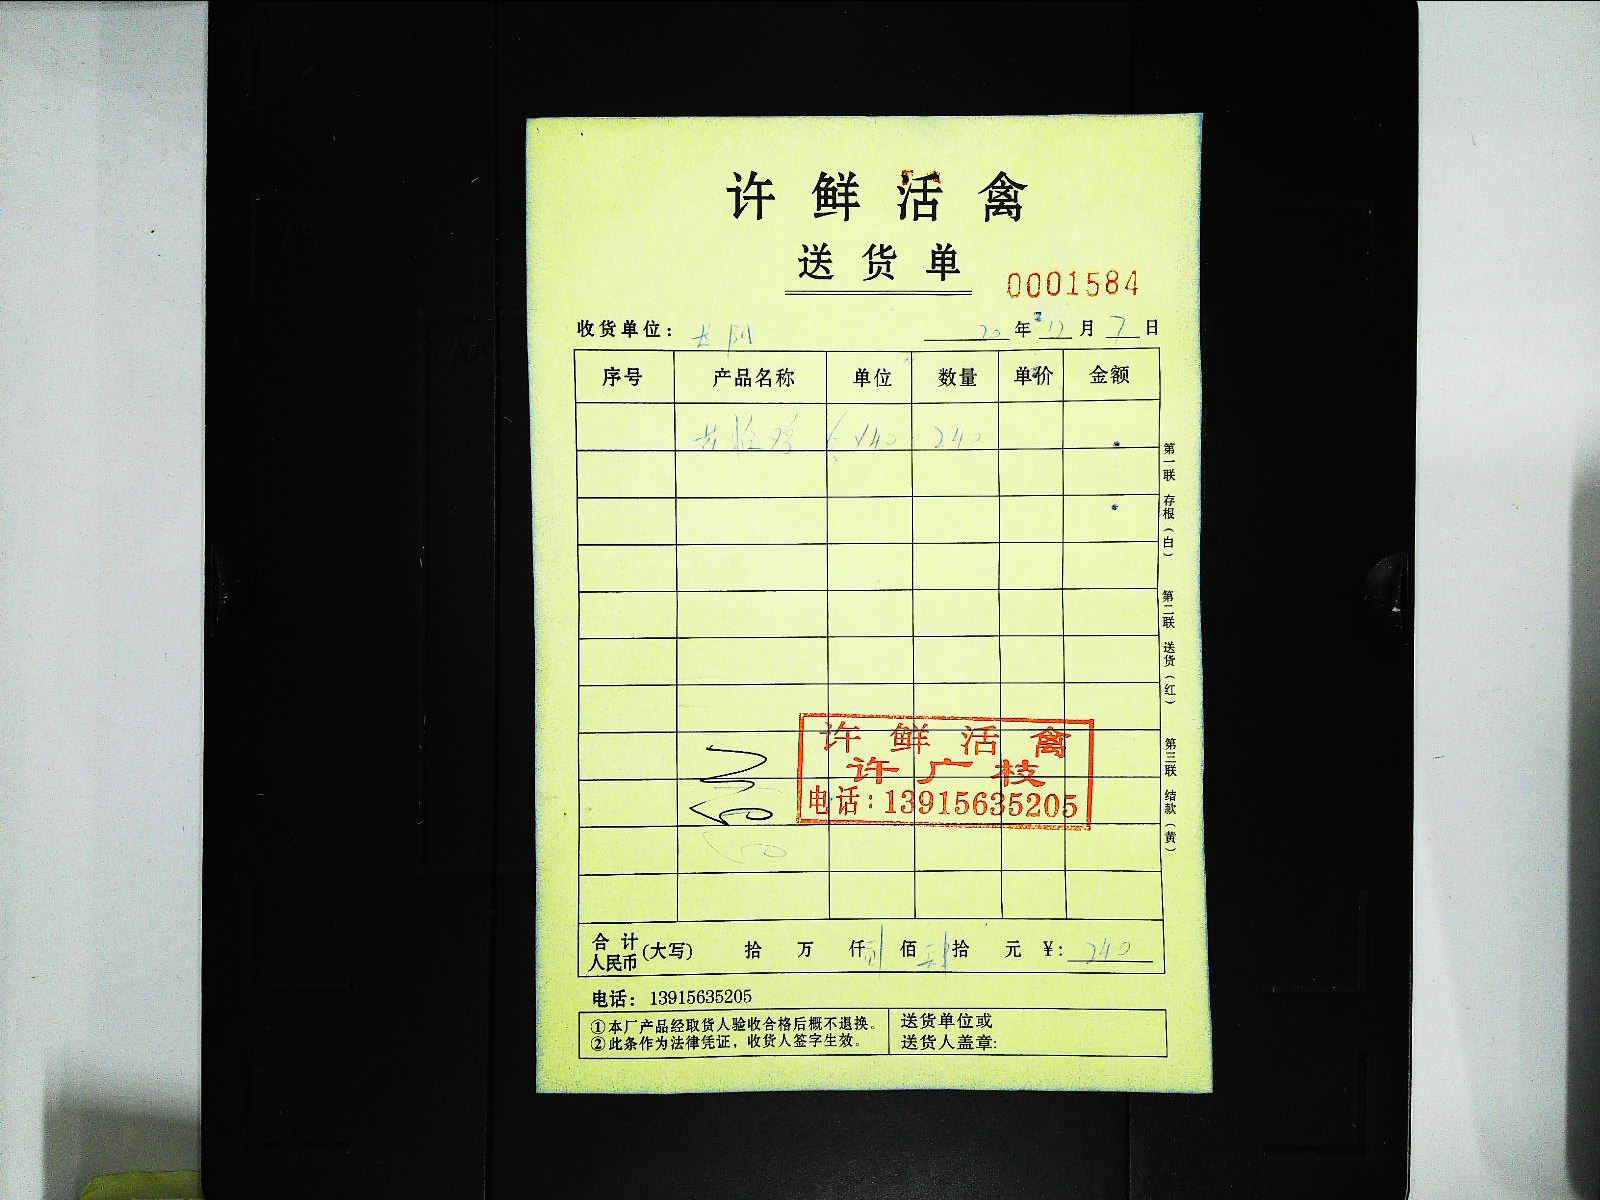 许鲜活禽
送货单
0001584
收货单位：
20年12月7日
序号 产品名称 单位 数量 单价 金额
240
第一联 存根（白） 第二联 送货（红） 第三联 结款（黄）
许鲜活禽
许广枝
电话：13915635205
合计人民币（大写） 拾 万 仟 贰佰 肆拾 元 ￥：240
电话：13915635205
①本厂产品经取货人验收合格后概不退换。
②此条作为法律凭证，收货人签字生效。
送货单位或
送货人盖章：